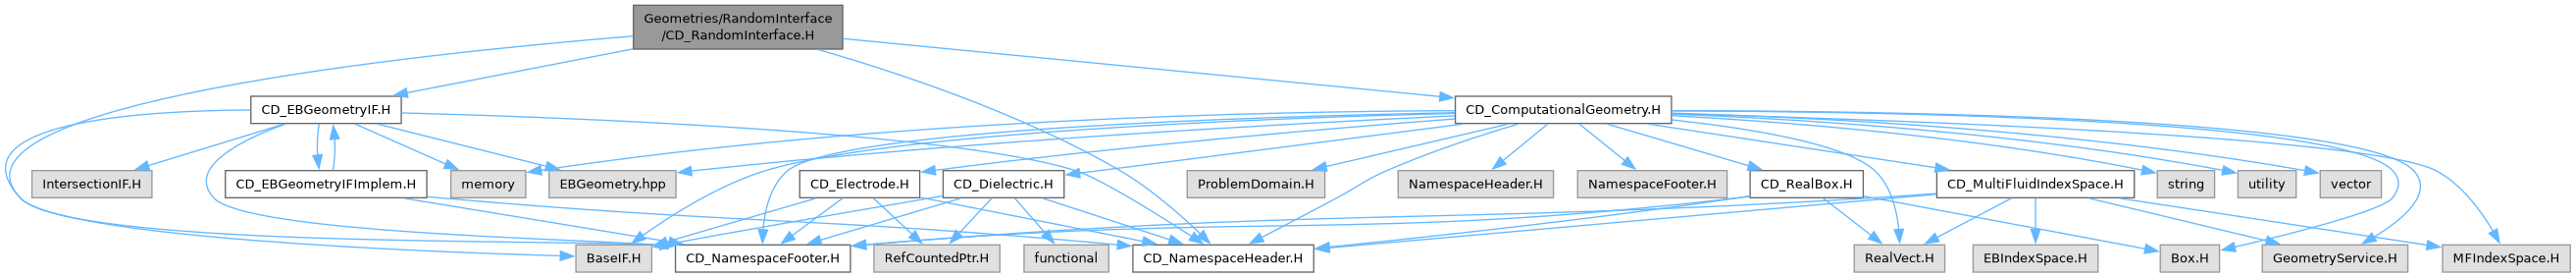 Geometries/RandomInterface
/CD_RandomInterface.H
CD_EBGeometryIF.H
CD_ComputationalGeometry.H
IntersectionIF.H
CD_EBGeometryIFImplem.H
memory
EBGeometry.hpp
CD_Electrode.H
CD_Dielectric.H
ProblemDomain.H
NamespaceHeader.H
NamespaceFooter.H
CD_RealBox.H
CD_MultiFluidIndexSpace.H
string
utility
vector
BaseIF.H
CD_NamespaceFooter.H
RefCountedPtr.H
functional
CD_NamespaceHeader.H
RealVect.H
EBIndexSpace.H
Box.H
GeometryService.H
MFIndexSpace.H